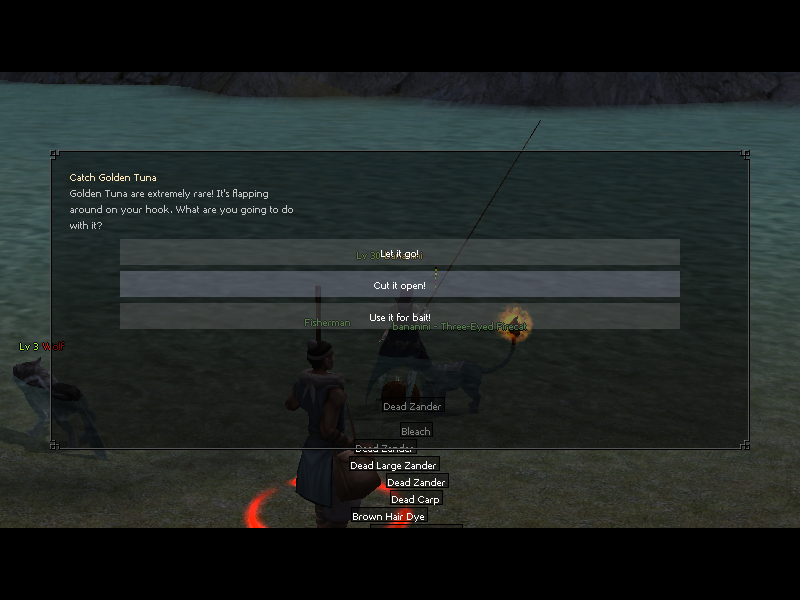 Catch Golden Tuna
Golden Tuna are extremely rare! It's flapping
around on your hook. What are you going to do
with it?
Let it go!
Lv 30
Cut it open!
Use it for bait!
Fisherman
bananini - Three-Eyed Firecat
Lv 3 Wolf
Dead Zander
Bleach
Dead Zander
Dead Large Zander
Dead Zander
Dead Carp
Brown Hair Dye